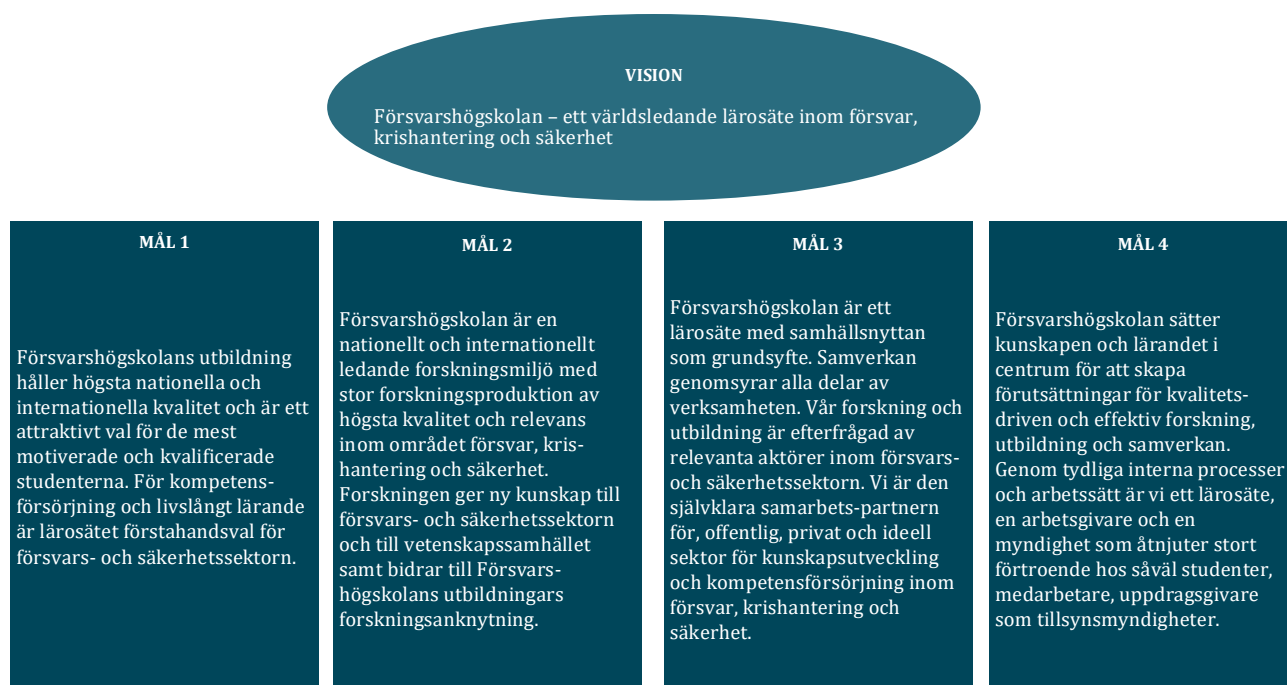 VISION
Försvarshögskolan – ett världsledande lärosäte inom försvar,
krishantering och säkerhet
MÅL 1
Försvarshögskolans utbildning
håller högsta nationella och
internationella kvalitet och är ett
attraktivt val för de mest
motiverade och kvalificerade
studenterna. För kompetens-
försörjning och livslångt lärande
är lärosätet förstahandsval för
försvars- och säkerhetssektorn.
MÅL 2
Försvarshögskolan är en
nationellt och internationellt
ledande forskningsmiljö med
stor forskningsproduktion av
högsta kvalitet och relevans
inom området försvar, kris-
hantering och säkerhet.
Forskningen ger ny kunskap till
försvars- och säkerhetssektorn
och till vetenskapssamhället
samt bidrar till Försvars-
högskolans utbildningars
forskningsanknytning.
MÅL 3
Försvarshögskolan är ett
lärosäte med samhällsnyttan
som grundsyfte. Samverkan
genomsyrar alla delar av
verksamheten. Vår forskning och
utbildning är efterfrågad av
relevanta aktörer inom försvars-
och säkerhetssektorn. Vi är den
självklara samarbets-partnern
för, offentlig, privat och ideell
sektor för kunskapsutveckling
och kompetensförsörjning inom
försvar, krishantering och
säkerhet.
MÅL 4
Försvarshögskolan sätter
kunskapen och lärandet i
centrum för att skapa
förutsättningar för kvalitets-
driven och effektiv forskning,
utbildning och samverkan.
Genom tydliga interna processer
och arbetssätt är vi ett lärosäte,
en arbetsgivare och en
myndighet som åtnjuter stort
förtroende hos såväl studenter,
medarbetare, uppdragsgivare
som tillsynsmyndigheter.